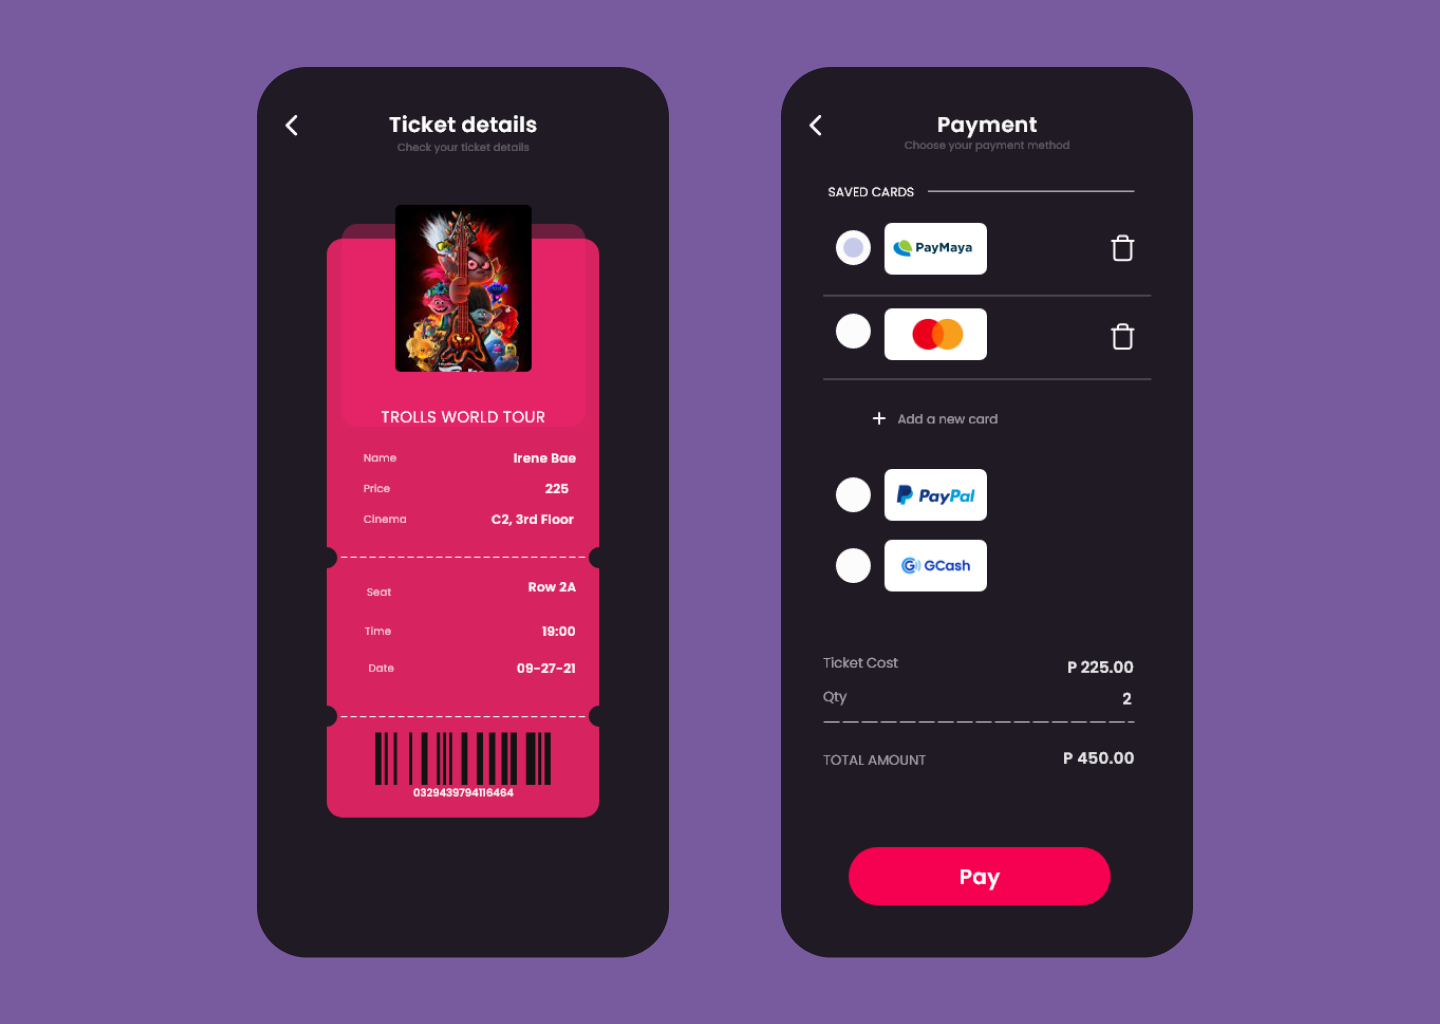 Ticket details
Check your ticket details
TROLLS WORLD TOUR
Name Irene Bae
Price 225
Cinema C2, 3rd Floor
Seat Row 2A
Time 19:00
Date 09-27-21
0329439794116464
Payment
Choose your payment method
SAVED CARDS
PayMaya
+ Add a new card
PayPal
GCash
Ticket Cost P 225.00
Qty 2
TOTAL AMOUNT P 450.00
Pay